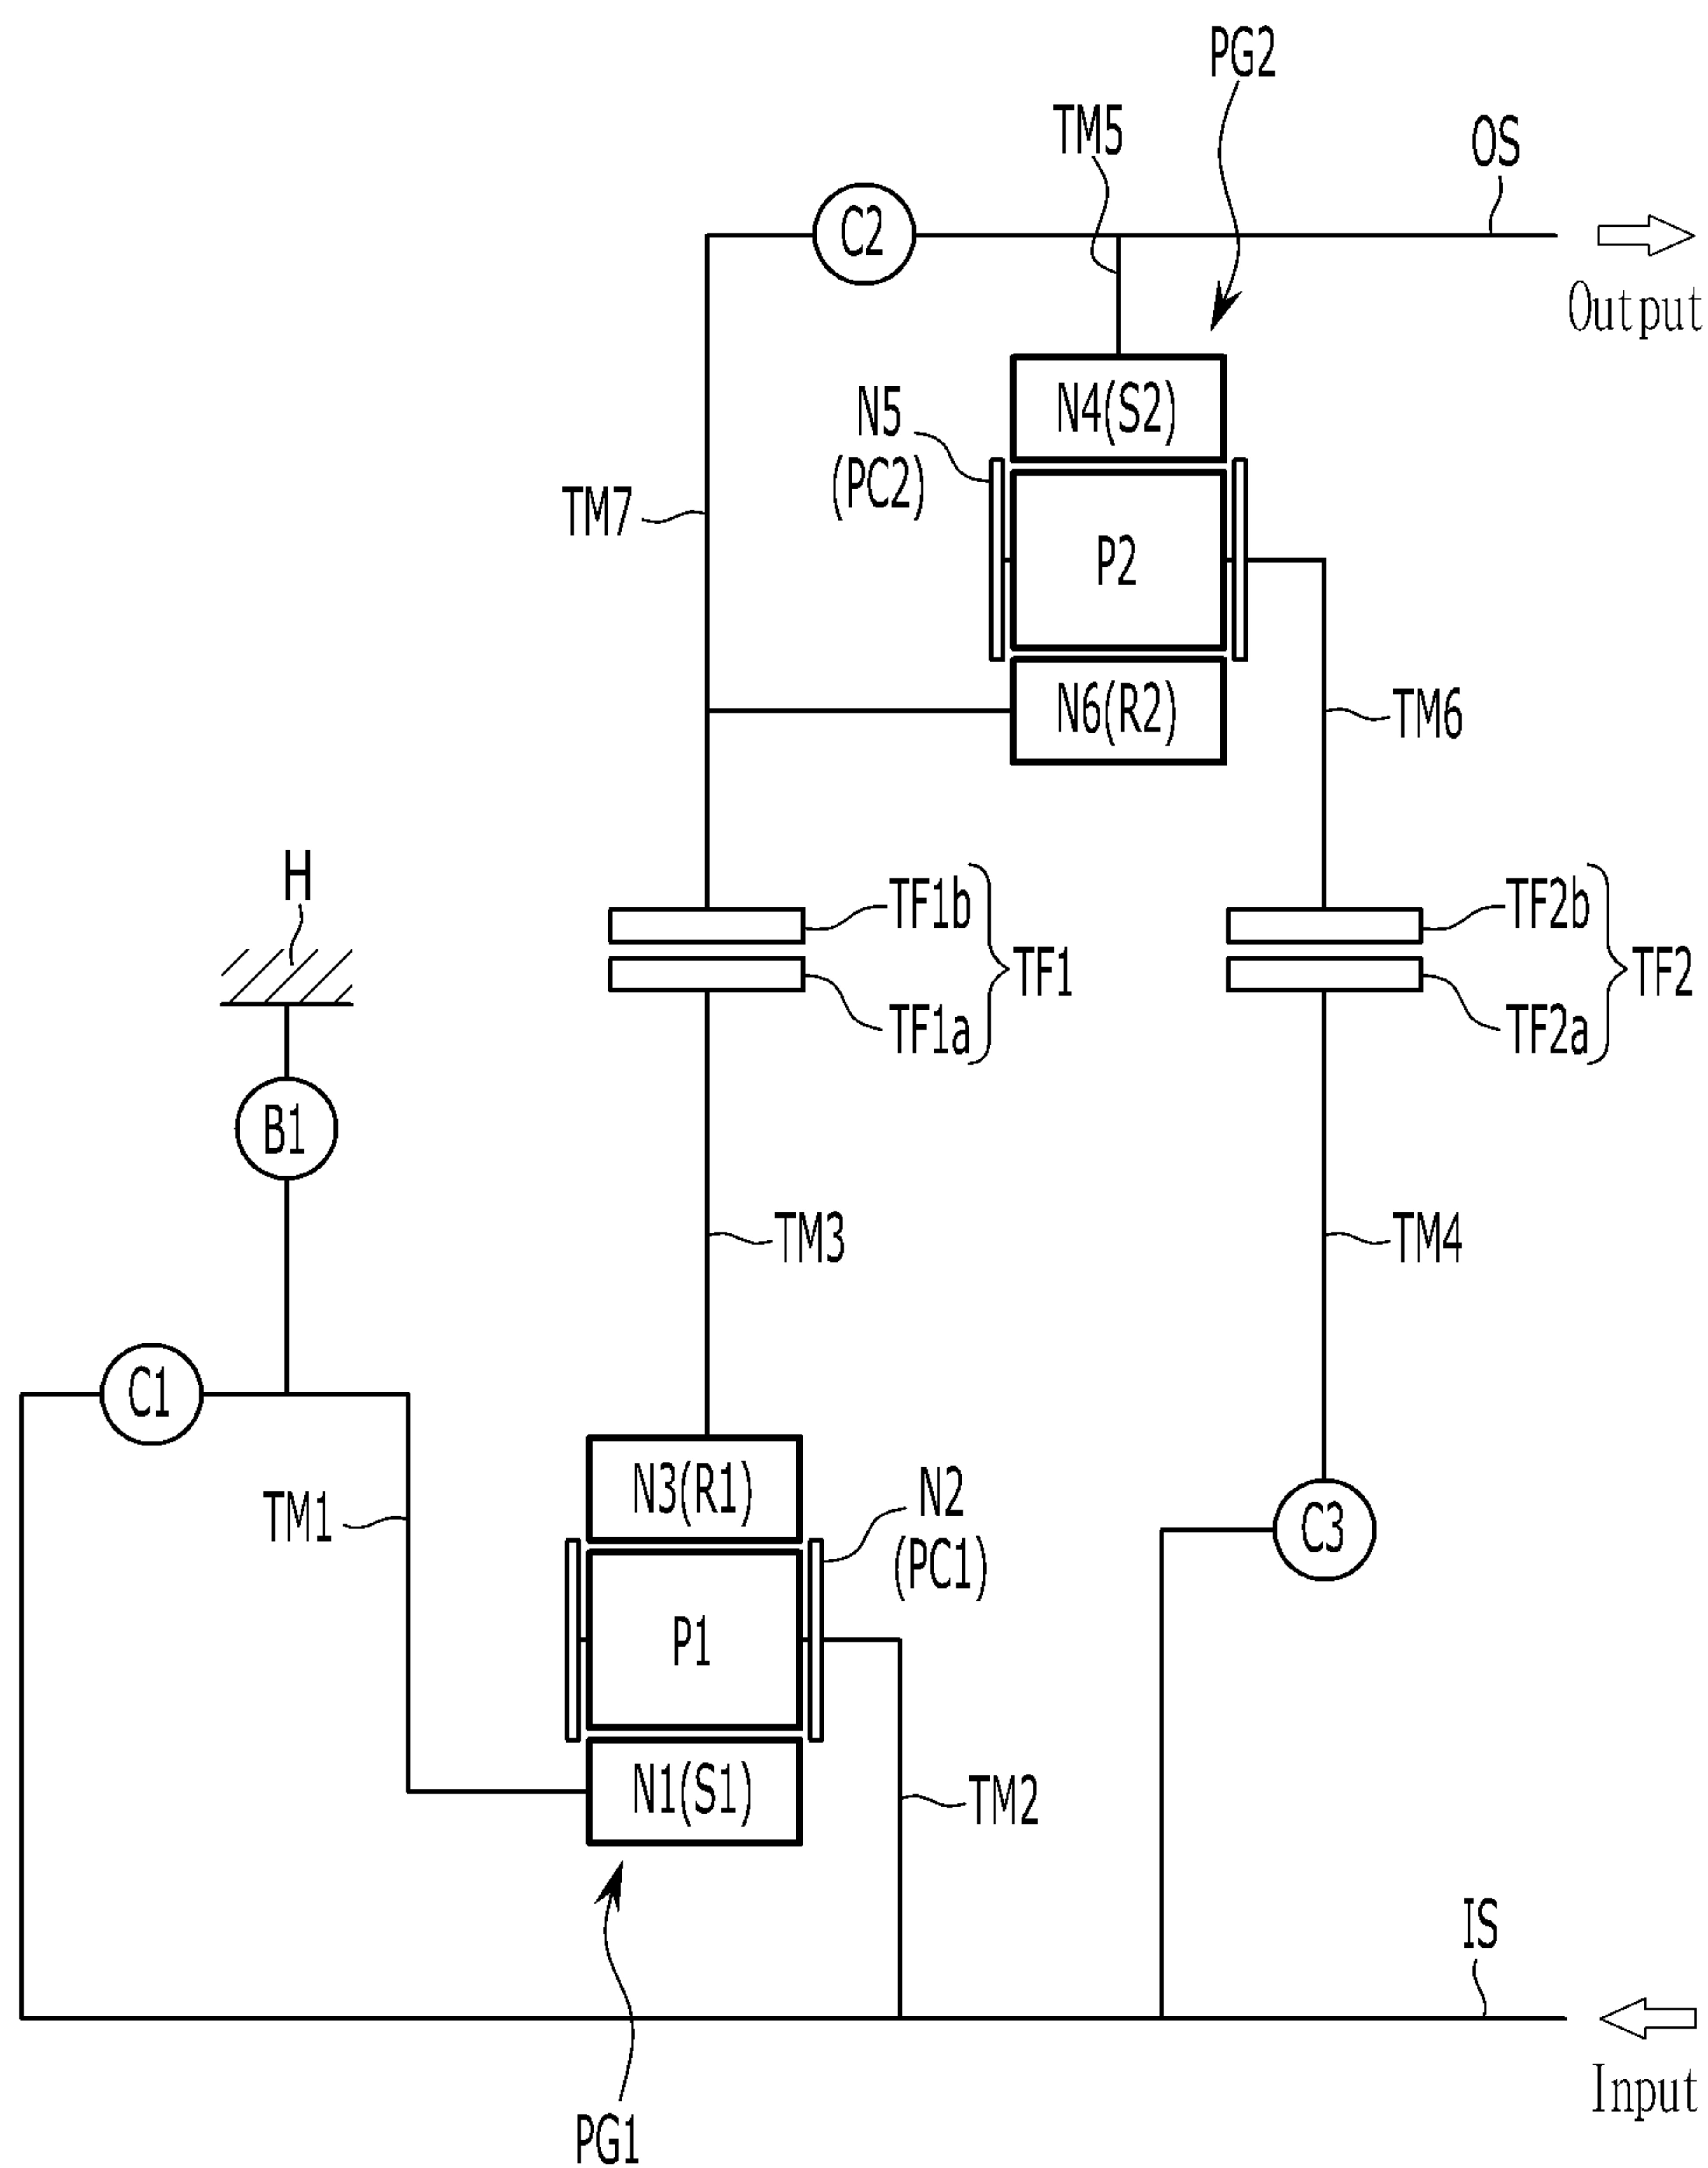 PG2
TM5
OS
C2
Output
N4(S2)
N5
(PC2)
TM7
P2
N6(R2)
TM6
H
TF1b
TF1
TF1a
TF2b
TF2
TF2a
B1
TM3
TM4
C1
N3(R1)
N2
(PC1)
TM1
C3
P1
N1(S1)
TM2
IS
Input
PG1